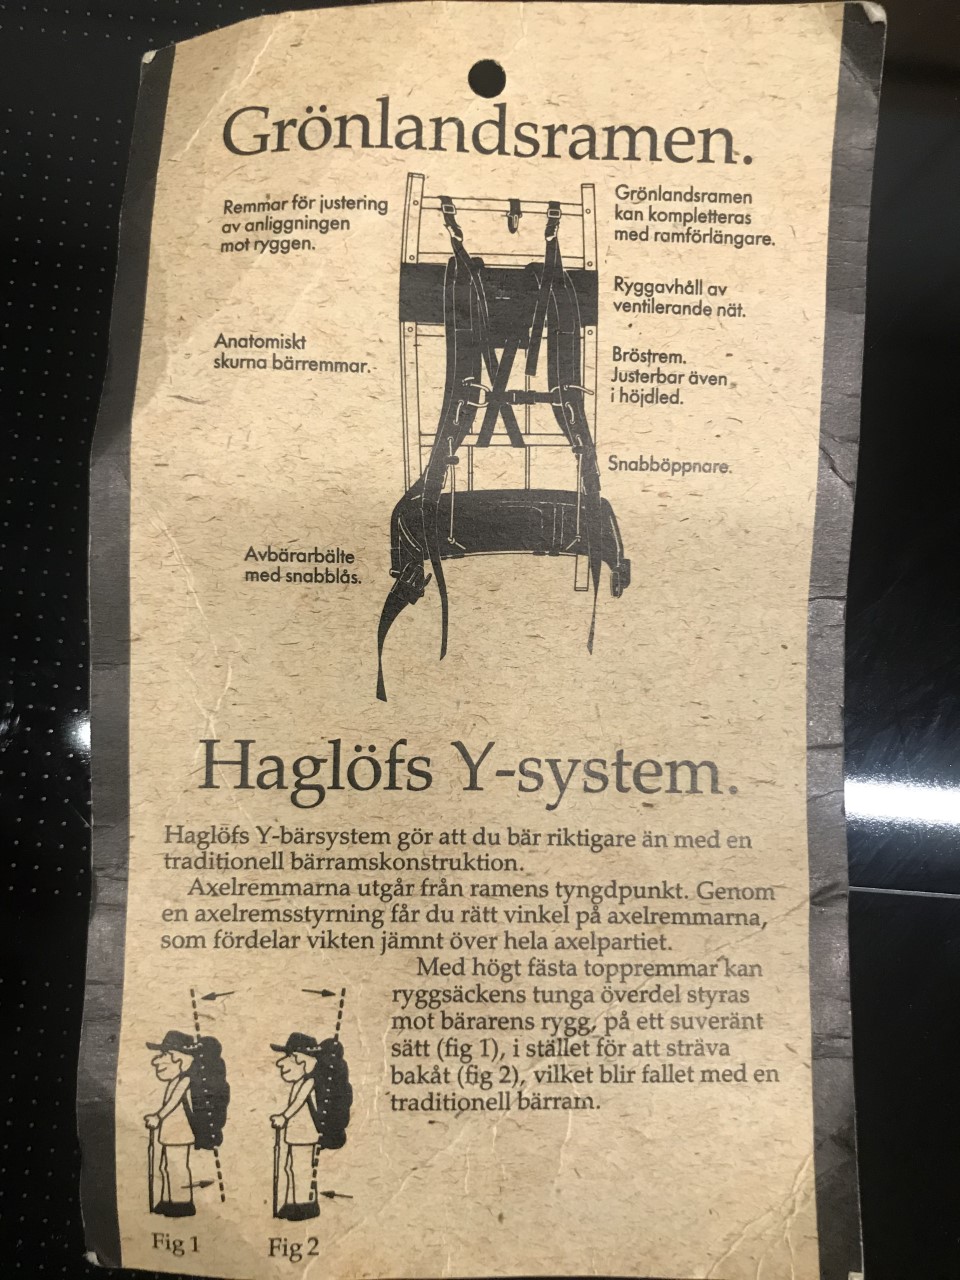 Grönlandsramen.
Remmar för justering
av anliggningen
mot ryggen.
Grönlandsramen
kan kompletteras
med ramförlängare.
Ryggavhåll av
ventilerande nät.
Anatomiskt
skurna bärremmar.
Bröstrem.
Justerbar även
i höjdled.
Snabböppnare.
Avbärarbälte
med snabblås.
Haglöfs Y-system.
Haglöfs Y-bärsystem gör att du bär riktigare än med en
traditionell bärramskonstruktion.
Axelremmarna utgår från ramens tyngdpunkt. Genom
en axelremsstyrning får du rätt vinkel på axelremmarna,
som fördelar vikten jämnt över hela axelpartiet.
Med högt fästa toppremmar kan
ryggsäckens tunga överdel styras
mot bärarens rygg, på ett suveränt
sätt (fig 1), i stället för att sträva
bakåt (fig 2), vilket blir fallet med en
traditionell bärram.
Fig 1
Fig 2